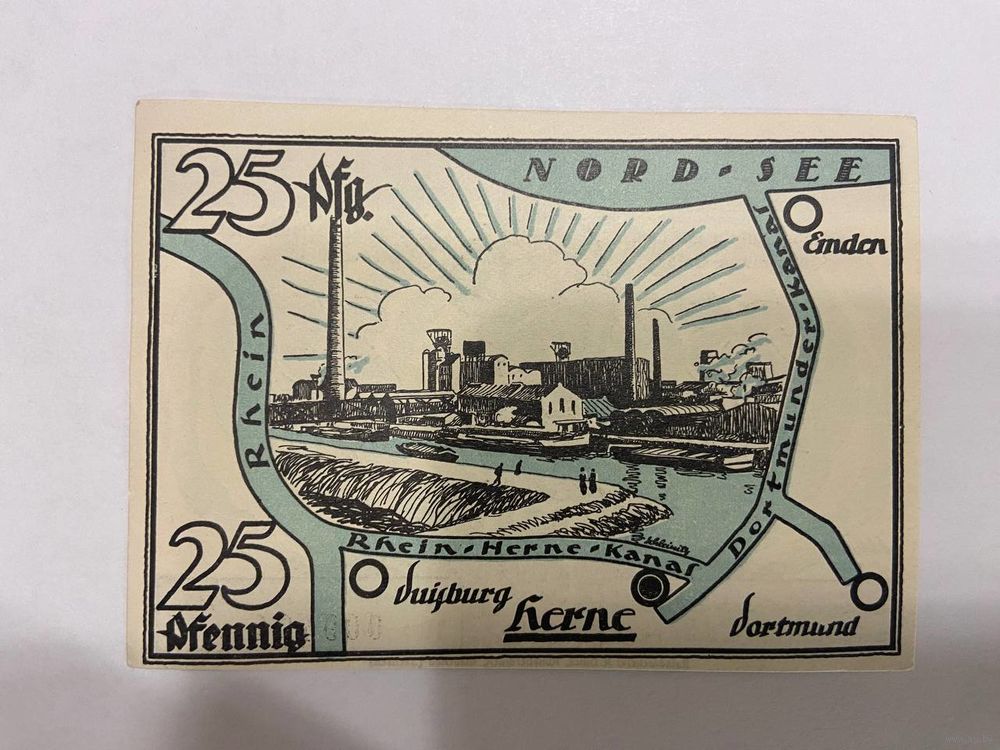 25 Pfg.
NORD-SEE
Emden
Rhein
Dortmunder-Kanal
Rhein-Herne-Kanal
25
Pfennig
Duisburg
Herne
Dortmund